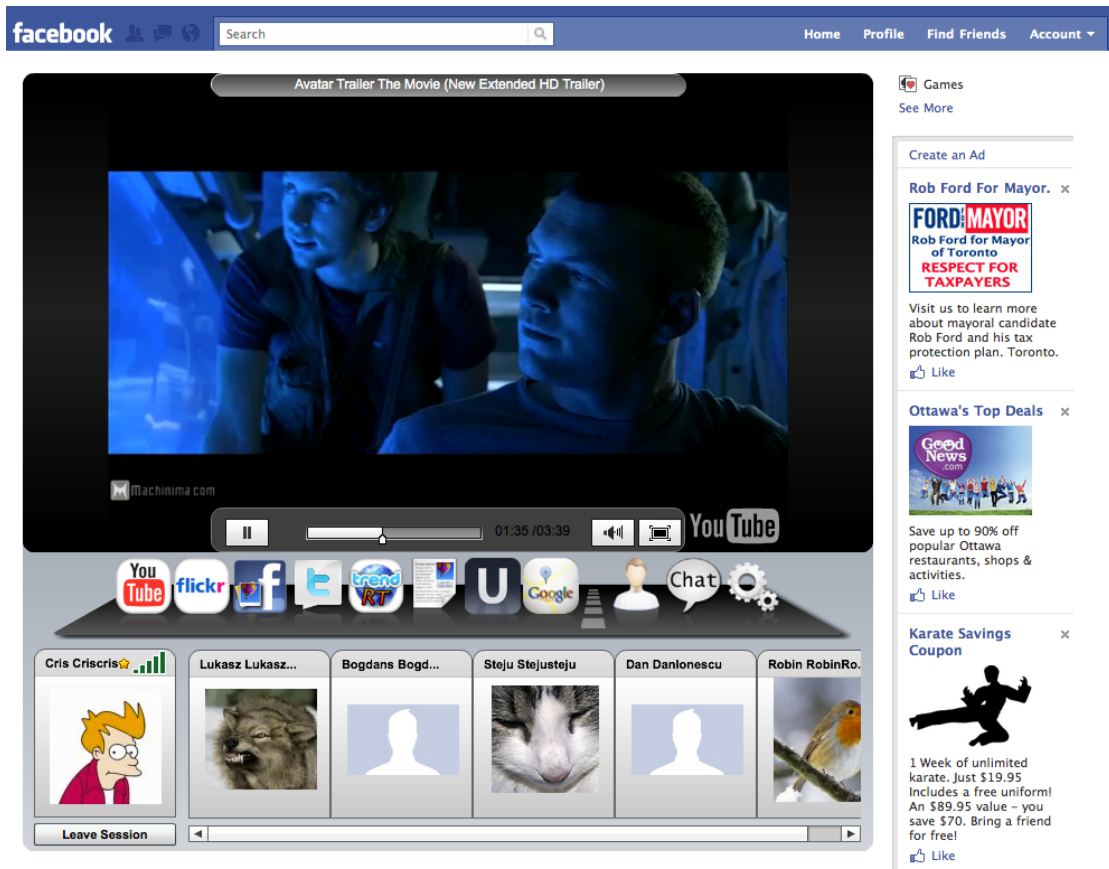 facebook
Search
Home Profile Find Friends Account
Avatar Trailer The Movie (New Extended HD Trailer)
Machinima.com
01:35 /03:39
YouTube
You
Tube
flickr
f
t
trend
RT
U
Google
Chat
Cris Criscris
Lukasz Lukasz...
Bogdans Bogd...
Steju Stejusteju
Dan DanIonescu
Robin RobinRo.
Leave Session
Games
See More
Create an Ad
Rob Ford For Mayor.
FORD FOR MAYOR
Rob Ford for Mayor
of Toronto
RESPECT FOR
TAXPAYERS
Visit us to learn more
about mayoral candidate
Rob Ford and his tax
protection plan. Toronto.
Like
Ottawa's Top Deals
Good
News
.com
Save up to 90% off
popular Ottawa
restaurants, shops &
activities.
Like
Karate Savings
Coupon
1 Week of unlimited
karate. Just $19.95
Includes a free uniform!
An $89.95 value – you
save $70. Bring a friend
for free!
Like